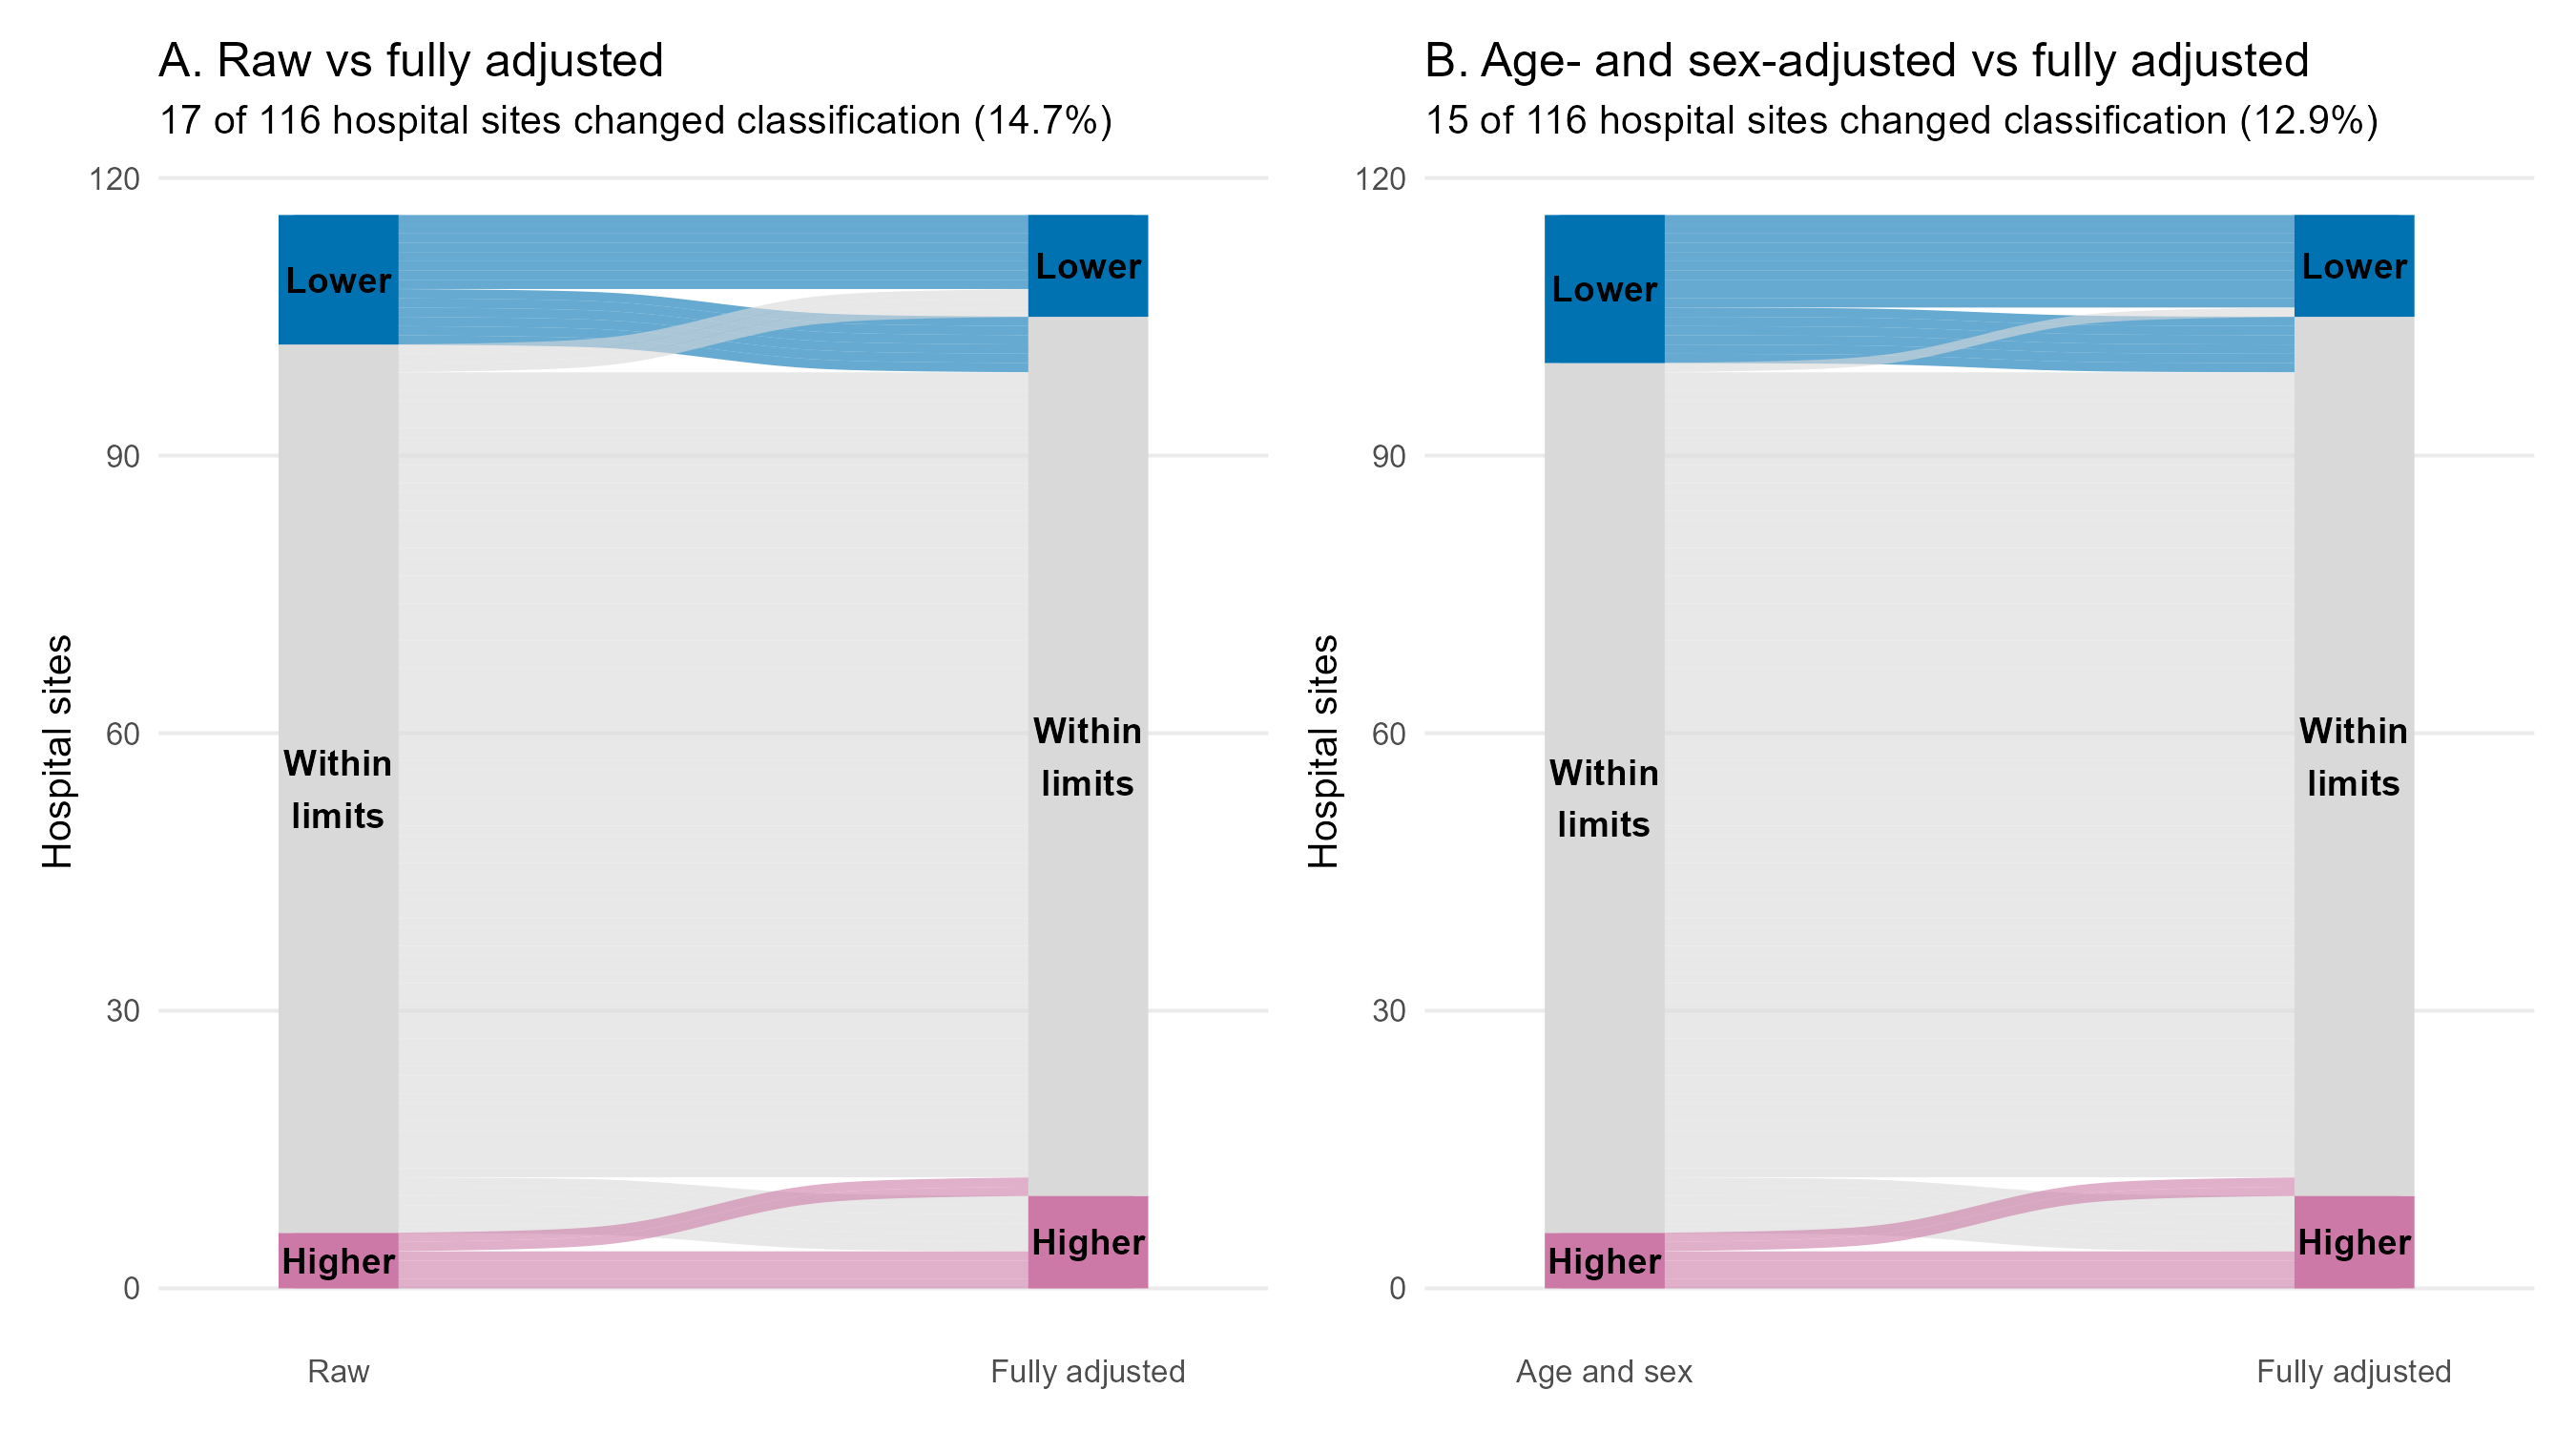 A. Raw vs fully adjusted
17 of 116 hospital sites changed classification (14.7%)
120
90
60
30
0
Hospital sites
Lower
Within
limits
Higher
Lower
Within
limits
Higher
Raw
Fully adjusted
B. Age- and sex-adjusted vs fully adjusted
15 of 116 hospital sites changed classification (12.9%)
120
90
60
30
0
Hospital sites
Lower
Within
limits
Higher
Lower
Within
limits
Higher
Age and sex
Fully adjusted